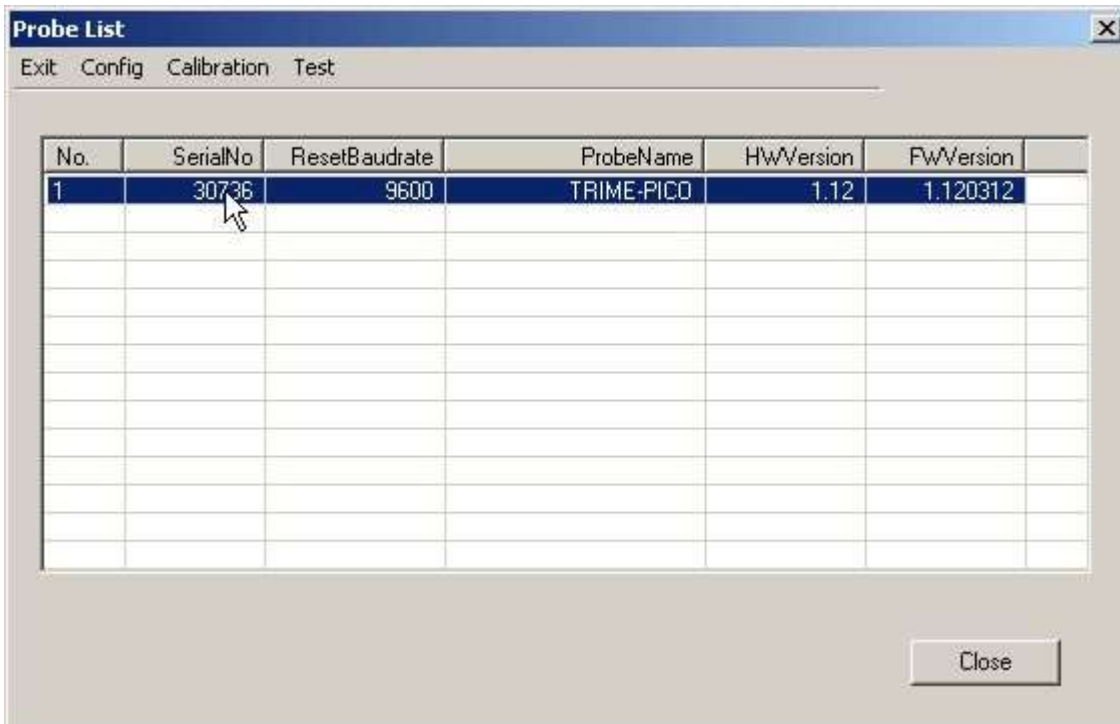 Probe List
Exit Config Calibration Test
No. SerialNo ResetBaudrate ProbeName HWVersion FWVersion
1 30736 9600 TRIME-PICO 1.12 1.120312
Close